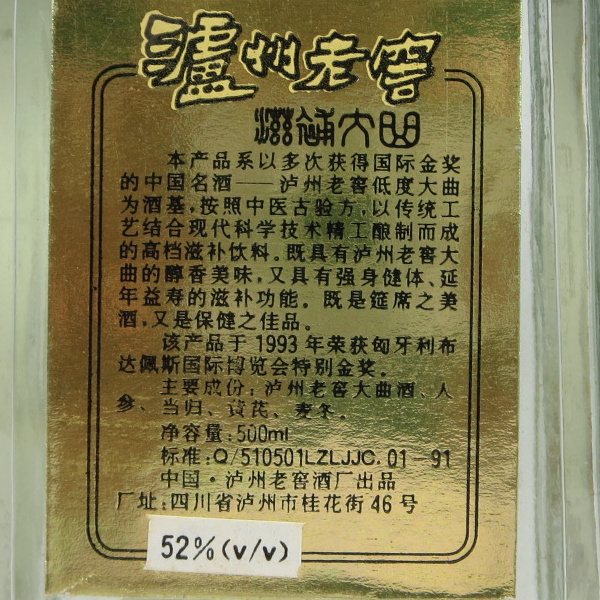 泸州老窖
滋补大曲
本产品系以多次获得国际金奖
的中国名酒——泸州老窖低度大曲
为酒基，按照中医古验方，以传统工
艺结合现代科学技术精工酿制而成
的高档滋补饮料。既具有泸州老窖大
曲的醇香美味，又具有强身健体、延
年益寿的滋补功能。既是筵席之美
酒，又是保健之佳品。
该产品于1993年荣获匈牙利布
达佩斯国际博览会特别金奖。
主要成份：泸州老窖大曲酒、人
参、当归、黄芪、麦冬。
净容量：500ml
标准：Q/510501LZLJJC.01-91
中国·泸州老窖酒厂出品
厂址：四川省泸州市桂花街46号
52%(v/v)